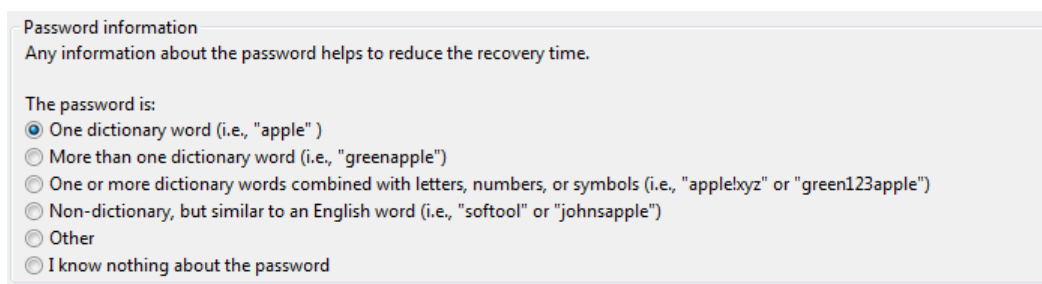 Password information
Any information about the password helps to reduce the recovery time.
The password is:
One dictionary word (i.e., "apple" )
More than one dictionary word (i.e., "greenapple")
One or more dictionary words combined with letters, numbers, or symbols (i.e., "apple!xyz" or "green123apple")
Non-dictionary, but similar to an English word (i.e., "softool" or "johnsapple")
Other
I know nothing about the password